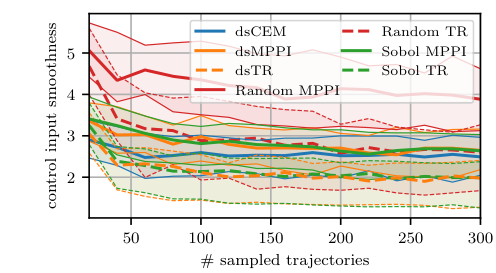 control input smoothness
5
4
3
2
dsCEM
dsMPPI
dsTR
Random MPPI
Random TR
Sobol MPPI
Sobol TR
50 100 150 200 250 300
# sampled trajectories